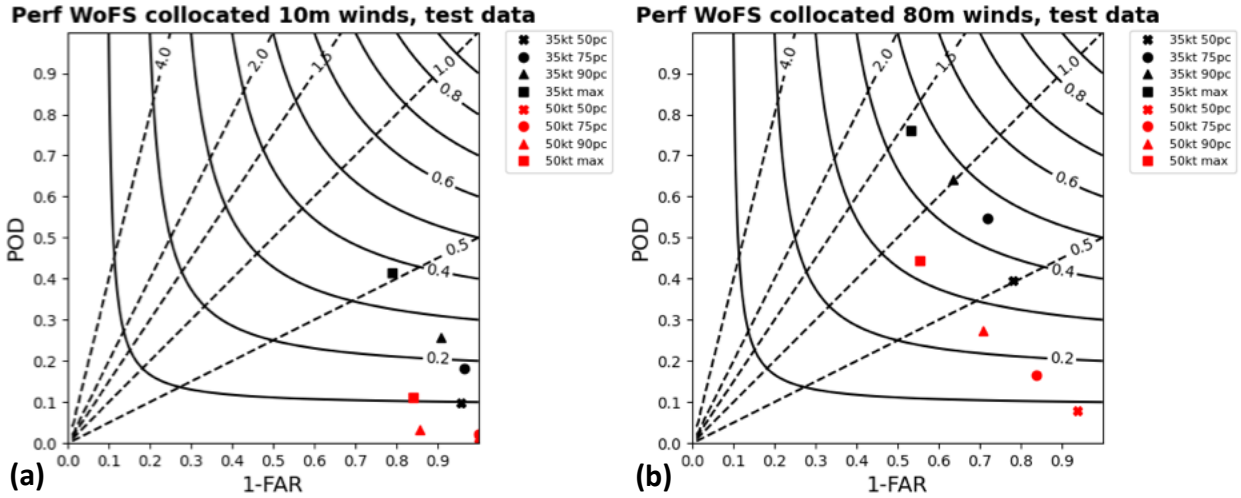 Perf WoFS collocated 10m winds, test data
35kt 50pc
35kt 75pc
35kt 90pc
35kt max
50kt 50pc
50kt 75pc
50kt 90pc
50kt max
4.0
2.0
1.5
1.0
0.8
0.6
0.5
0.4
0.2
0.9
0.8
0.7
0.6
0.5
0.4
0.3
0.2
0.1
0.0
POD
0.0 0.1 0.2 0.3 0.4 0.5 0.6 0.7 0.8 0.9
1-FAR
(a)
Perf WoFS collocated 80m winds, test data
35kt 50pc
35kt 75pc
35kt 90pc
35kt max
50kt 50pc
50kt 75pc
50kt 90pc
50kt max
4.0
2.0
1.5
1.0
0.8
0.6
0.5
0.4
0.2
0.9
0.8
0.7
0.6
0.5
0.4
0.3
0.2
0.1
0.0
POD
0.0 0.1 0.2 0.3 0.4 0.5 0.6 0.7 0.8 0.9
1-FAR
(b)